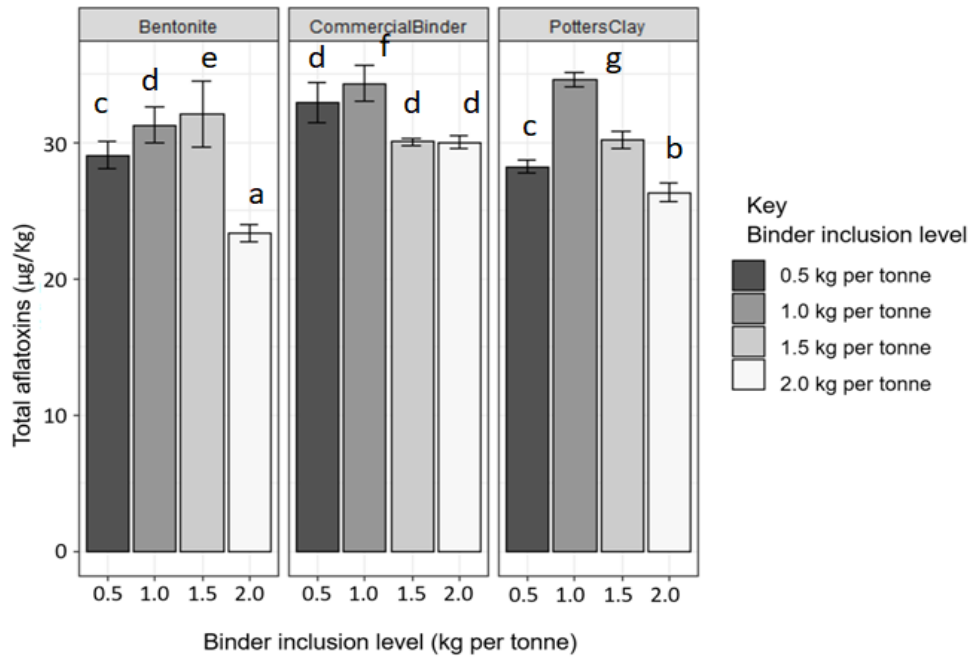 Bentonite
CommercialBinder
PottersClay
c
d
e
a
d
f
d
d
c
g
b
Total aflatoxins (µg/Kg)
30
20
10
0
0.5 1.0 1.5 2.0
0.5 1.0 1.5 2.0
0.5 1.0 1.5 2.0
Binder inclusion level (kg per tonne)
Key
Binder inclusion level
0.5 kg per tonne
1.0 kg per tonne
1.5 kg per tonne
2.0 kg per tonne